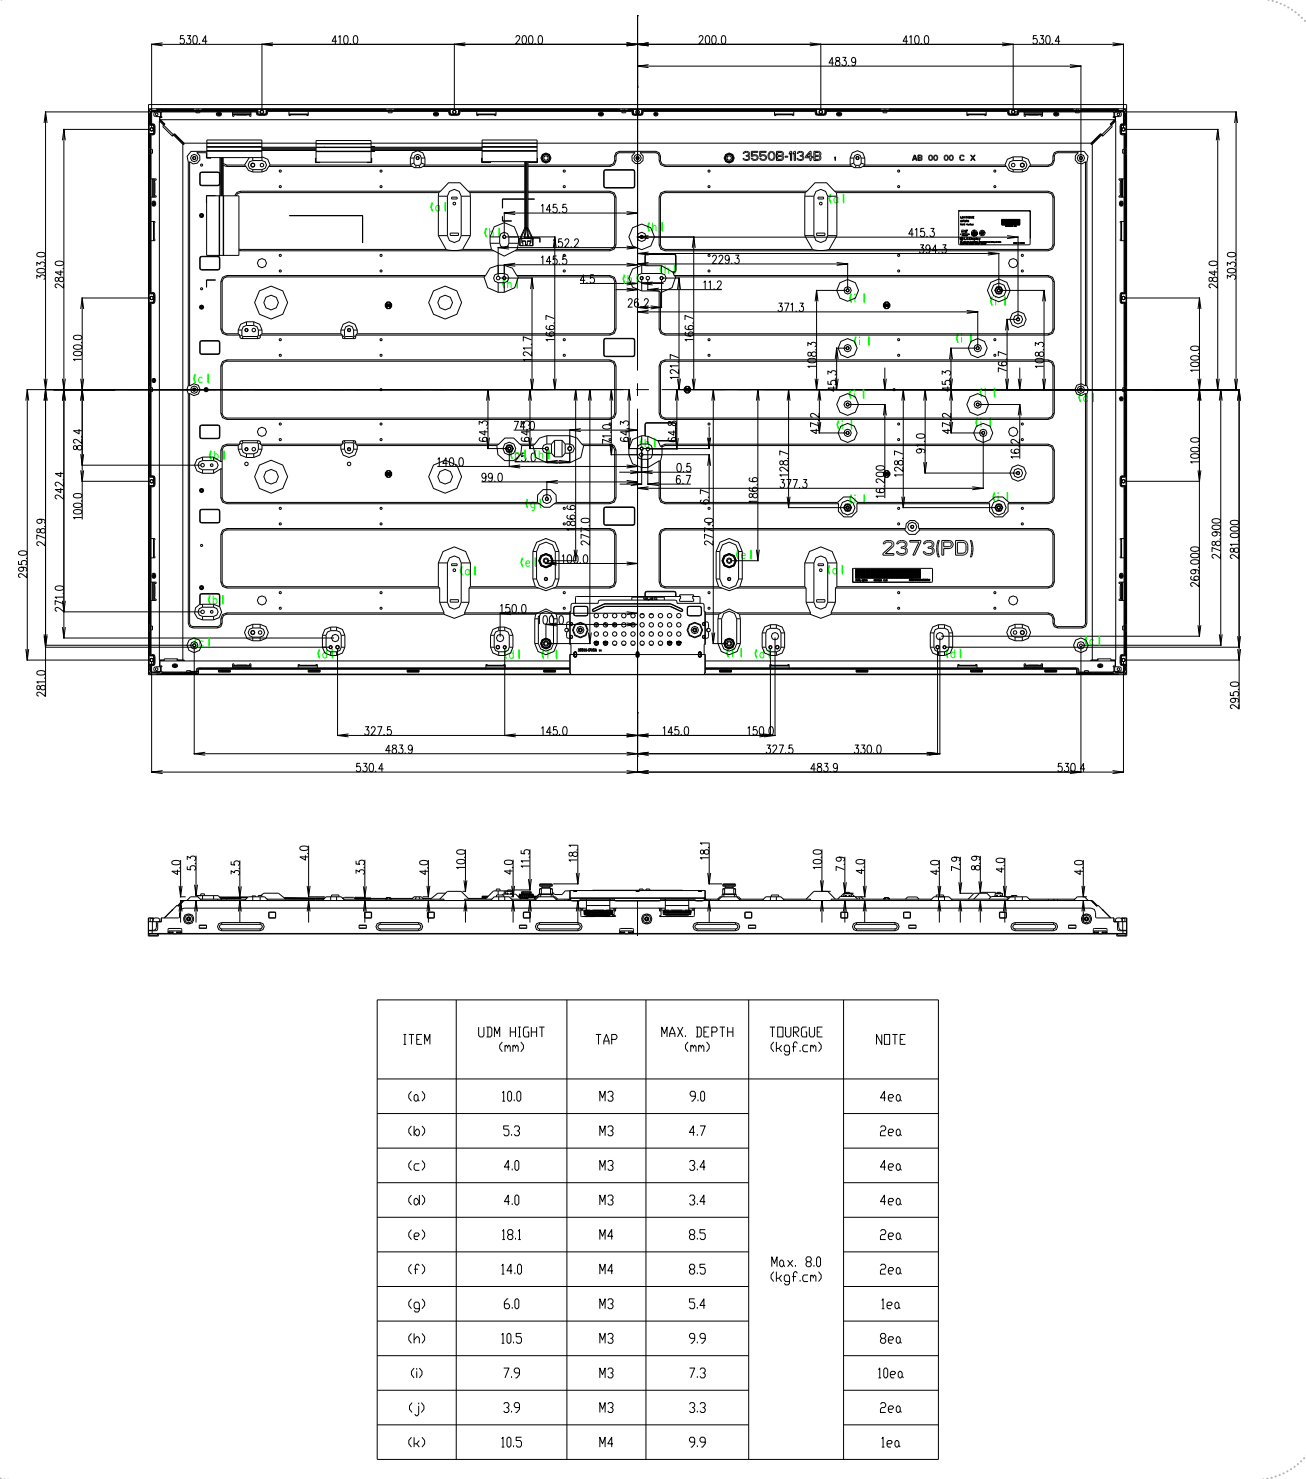 530.4
410.0
200.0
200.0
410.0
530.4
483.9
3550B-1134B
1
AB 00 00 C X
(a)
(a)
145.5
(h)
415.3
152.2
394.3
145.5
229.3
4.5
11.2
26.2
371.3
303.0
284.0
100.0
166.7
121.7
166.7
121.7
108.3
45.3
45.3
76.7
108.3
100.0
284.0
303.0
(c)
(i)
(i)
64.3
74.0
71.0
64.3
64.8
47.2
47.2
91.0
16.2
140.0
25.0
0.5
99.0
6.7
377.3
128.7
128.7
16.200
186.6
186.6
277.0
277.0
6.7
82.4
100.0
242.4
278.9
295.0
271.0
281.0
100.0
269.000
278.900
281.000
295.0
(g)
(e)
100.0
(e)
(a)
(a)
2373(PD)
150.0
100.0
(h)
(c)
(d)
(d)
(f)
(f)
(d)
(d)
(c)
327.5
145.0
145.0
150.0
483.9
327.5
330.0
530.4
483.9
530.4
4.0
5.3
3.5
4.0
3.5
4.0
10.0
4.0
11.5
18.1
18.1
10.0
7.9
4.0
4.0
7.9
8.9
4.0
4.0
ITEM
UDM HIGHT
(mm)
TAP
MAX. DEPTH
(mm)
TOURGUE
(kgf.cm)
NOTE
(a) 10.0 M3 9.0 4ea
(b) 5.3 M3 4.7 2ea
(c) 4.0 M3 3.4 4ea
(d) 4.0 M3 3.4 4ea
(e) 18.1 M4 8.5 2ea
(f) 14.0 M4 8.5 2ea
Max. 8.0
(kgf.cm)
(g) 6.0 M3 5.4 1ea
(h) 10.5 M3 9.9 8ea
(i) 7.9 M3 7.3 10ea
(j) 3.9 M3 3.3 2ea
(k) 10.5 M4 9.9 1ea